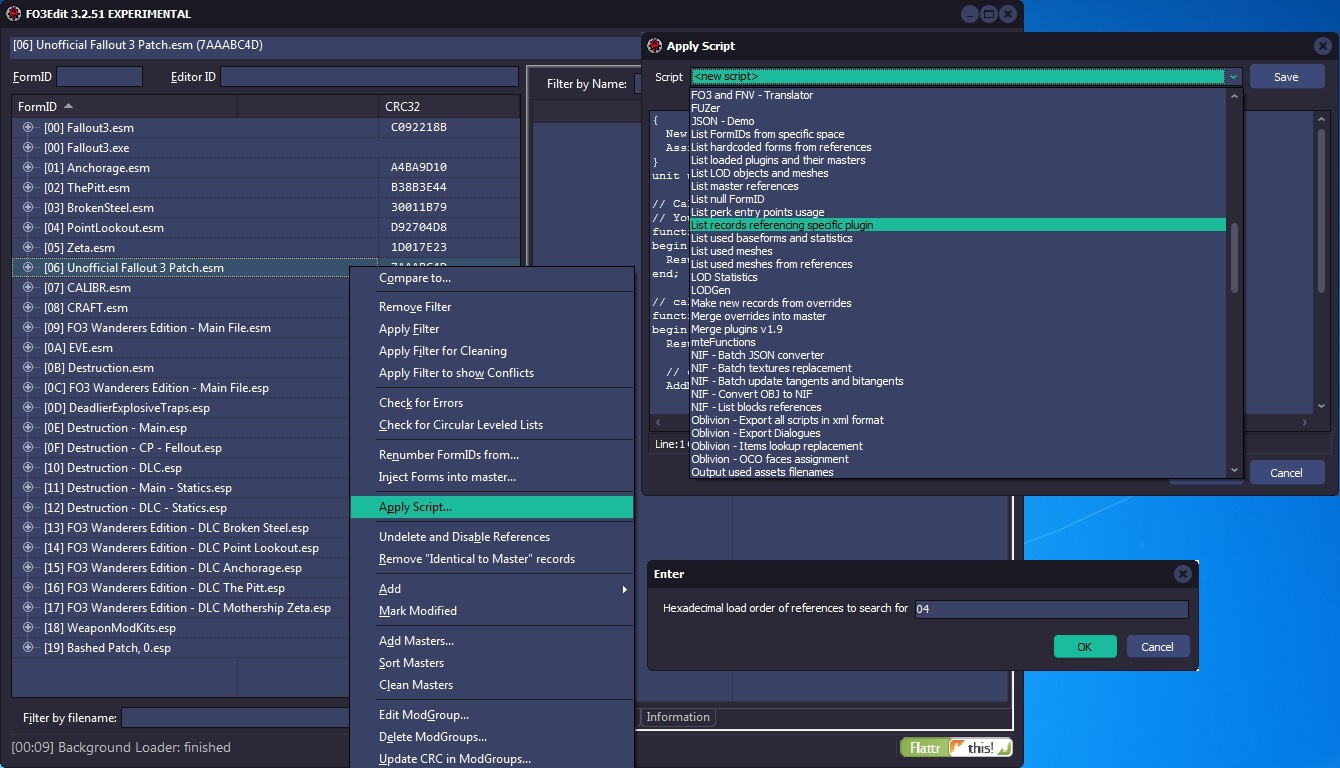 FO3Edit 3.2.51 EXPERIMENTAL
[06] Unofficial Fallout 3 Patch.esm (7AAABC4D)
FormID
Editor ID
FormID CRC32
[00] Fallout3.esm C092218B
[00] Fallout3.exe
[01] Anchorage.esm A4BA9D10
[02] ThePitt.esm B38B3E44
[03] BrokenSteel.esm 30011B79
[04] PointLookout.esm D92704D8
[05] Zeta.esm 1D017E23
[06] Unofficial Fallout 3 Patch.esm
[07] CALIBR.esm
[08] CRAFT.esm
[09] FO3 Wanderers Edition - Main File.esm
[0A] EVE.esm
[0B] Destruction.esm
[0C] FO3 Wanderers Edition - Main File.esp
[0D] DeadlierExplosiveTraps.esp
[0E] Destruction - Main.esp
[0F] Destruction - CP - Fellout.esp
[10] Destruction - DLC.esp
[11] Destruction - Main - Statics.esp
[12] Destruction - DLC - Statics.esp
[13] FO3 Wanderers Edition - DLC Broken Steel.esp
[14] FO3 Wanderers Edition - DLC Point Lookout.esp
[15] FO3 Wanderers Edition - DLC Anchorage.esp
[16] FO3 Wanderers Edition - DLC The Pitt.esp
[17] FO3 Wanderers Edition - DLC Mothership Zeta.esp
[18] WeaponModKits.esp
[19] Bashed Patch, 0.esp
Filter by filename:
[00:09] Background Loader: finished
Filter by Name:
Compare to...
Remove Filter
Apply Filter
Apply Filter for Cleaning
Apply Filter to show Conflicts
Check for Errors
Check for Circular Leveled Lists
Renumber FormIDs from...
Inject Forms into master...
Apply Script...
Undelete and Disable References
Remove "Identical to Master" records
Add
Mark Modified
Add Masters...
Sort Masters
Clean Masters
Edit ModGroup...
Delete ModGroups...
Update CRC in ModGroups...
Information
Flattr this!
Apply Script
Script <new script> Save
{
New
Ass
}
unit
// Ca
// Yo
funct
begin
Res
end;
// ca
funct
begin
Res
//
Add
Line:1
FO3 and FNV - Translator
FUZer
JSON - Demo
List FormIDs from specific space
List hardcoded forms from references
List loaded plugins and their masters
List LOD objects and meshes
List master references
List null FormID
List perk entry points usage
List records referencing specific plugin
List used baseforms and statistics
List used meshes
List used meshes from references
LOD Statistics
LODGen
Make new records from overrides
Merge overrides into master
Merge plugins v1.9
mteFunctions
NIF - Batch JSON converter
NIF - Batch textures replacement
NIF - Batch update tangents and bitangents
NIF - Convert OBJ to NIF
NIF - List blocks references
Oblivion - Export all scripts in xml format
Oblivion - Export Dialogues
Oblivion - Items lookup replacement
Oblivion - OCO faces assignment
Output used assets filenames
Cancel
Enter
Hexadecimal load order of references to search for 04
OK Cancel